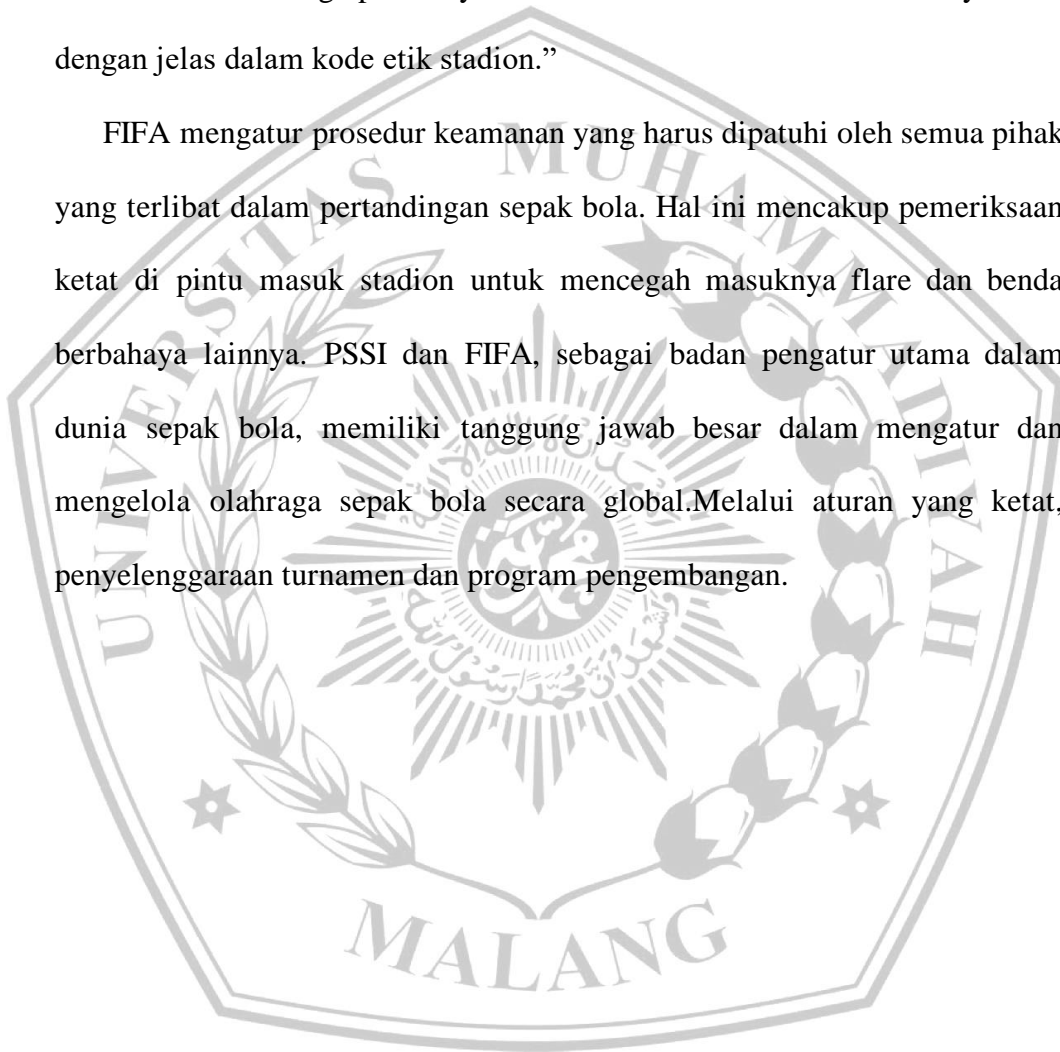 dengan jelas dalam kode etik stadion.”
FIFA mengatur prosedur keamanan yang harus dipatuhi oleh semua pihak
yang terlibat dalam pertandingan sepak bola. Hal ini mencakup pemeriksaan
ketat di pintu masuk stadion untuk mencegah masuknya flare dan benda
berbahaya lainnya. PSSI dan FIFA, sebagai badan pengatur utama dalam
dunia sepak bola, memiliki tanggung jawab besar dalam mengatur dan
mengelola olahraga sepak bola secara global.Melalui aturan yang ketat,
penyelenggaraan turnamen dan program pengembangan.
UNIVERSITAS MUHAMMADIYAH
MALANG